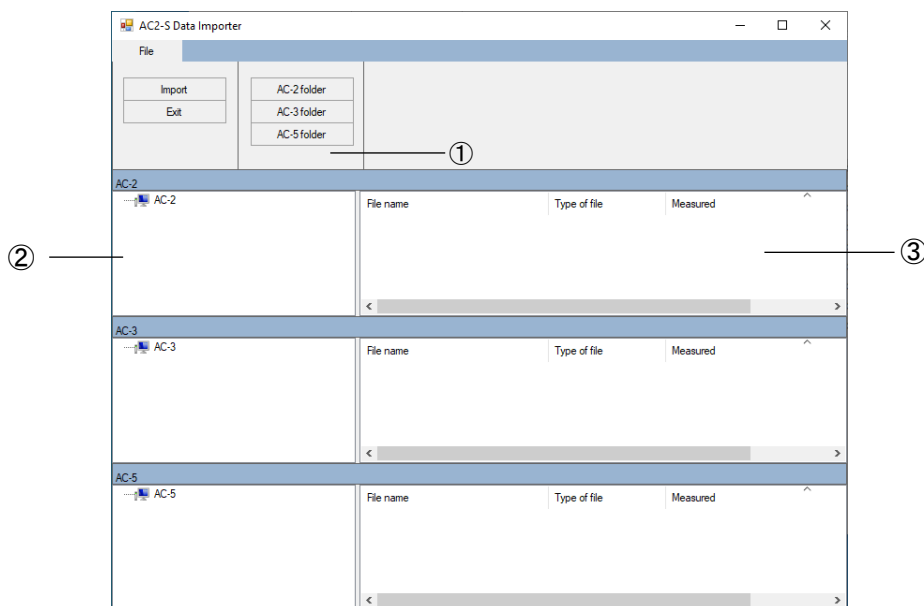 AC2-S Data Importer
File
Import
Exit
AC-2 folder
AC-3 folder
AC-5 folder
①
AC-2
AC-2
File name Type of file Measured
②
③
AC-3
AC-3
File name Type of file Measured
AC-5
AC-5
File name Type of file Measured